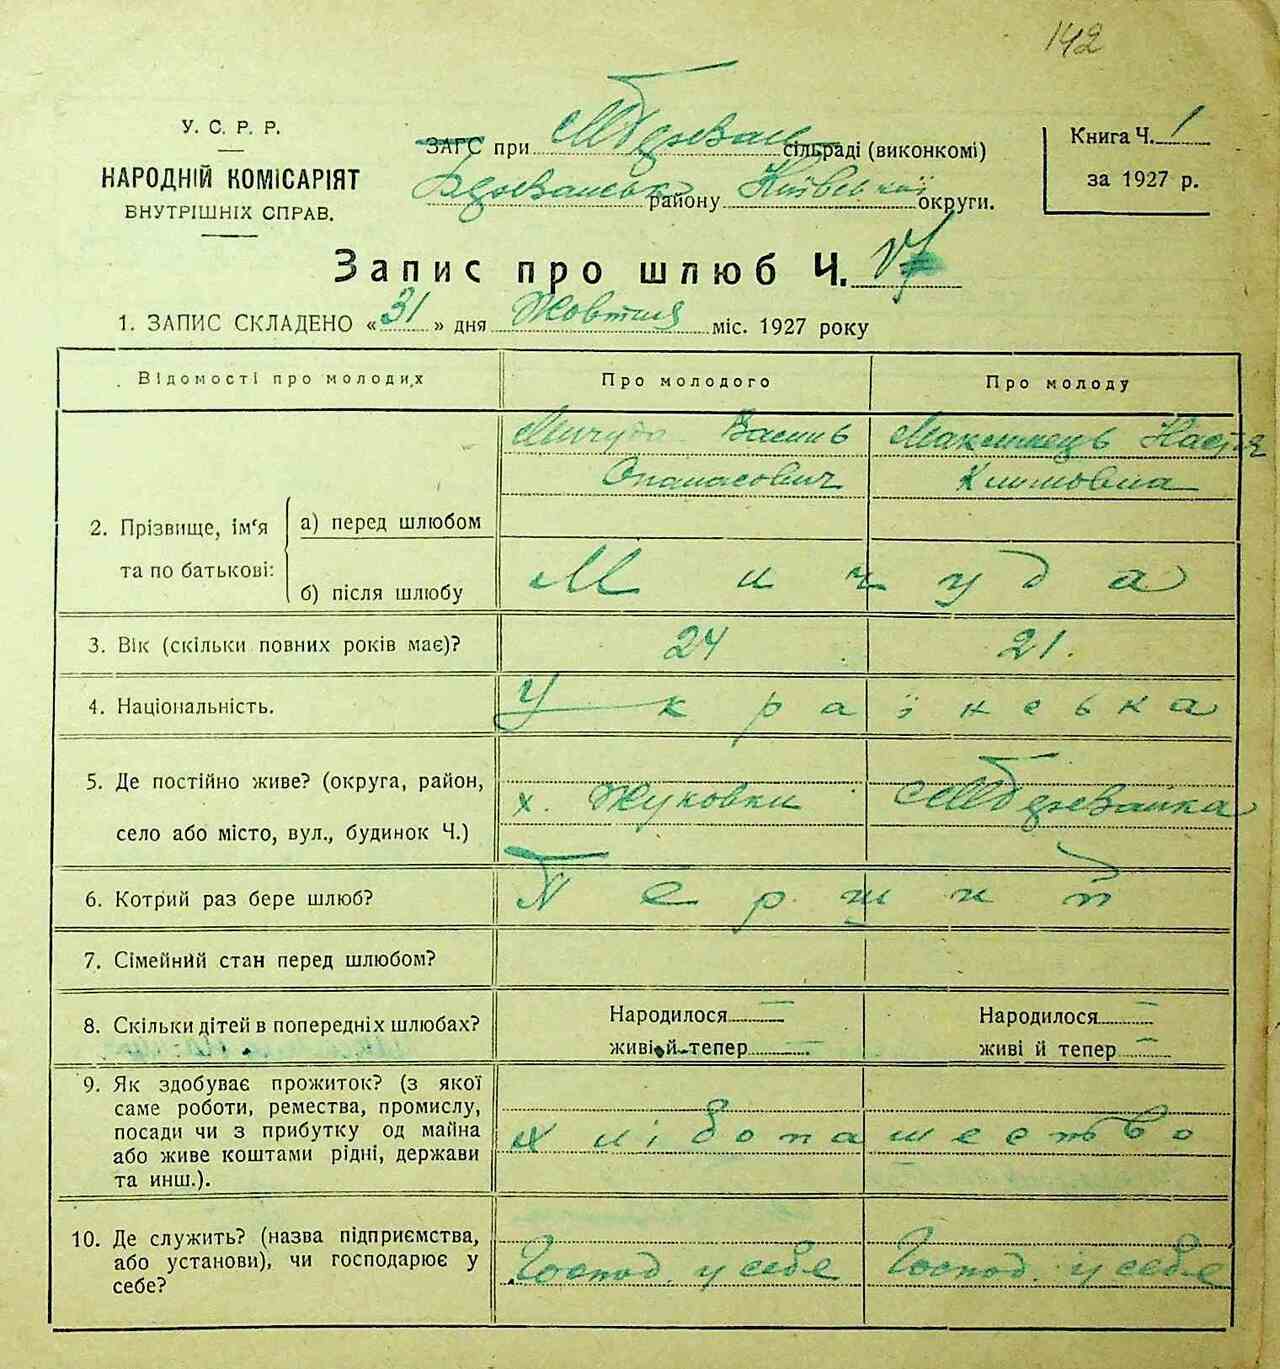 142
У. С. Р. Р.
НАРОДНІЙ КОМІСАРІЯТ
ВНУТРІШНІХ СПРАВ.
ЗАГС при сільраді (виконкомі)
району Київської округи.
Книга Ч. 1
за 1927 р.
Запис про шлюб Ч.
1. ЗАПИС СКЛАДЕНО «31» дня Жовтня міс. 1927 року
Відомості про молодих
Про молодого
Про молоду
2. Прізвище, ім'я та по батькові:
а) перед шлюбом
Мичуда Василь Опанасович
Максимець Настя Климовна
б) після шлюбу
Мичуда
3. Вік (скільки повних років має)?
24
21.
4. Національність.
Українська
5. Де постійно живе? (округа, район,
село або місто, вул., будинок Ч.)
х. Жуковки
6. Котрий раз бере шлюб?
Перший
7. Сімейний стан перед шлюбом?
8. Скільки дітей в попередніх шлюбах?
Народилося —
живі й тепер —
Народилося —
живі й тепер —
9. Як здобуває прожиток? (з якої
саме роботи, ремества, промислу,
посади чи з прибутку од майна
або живе коштами рідні, держави
та инш.).
Хліборобство
10. Де служить? (назва підприємства,
або установи), чи господарює у
себе?
Господ. у себе
Господ. у себе